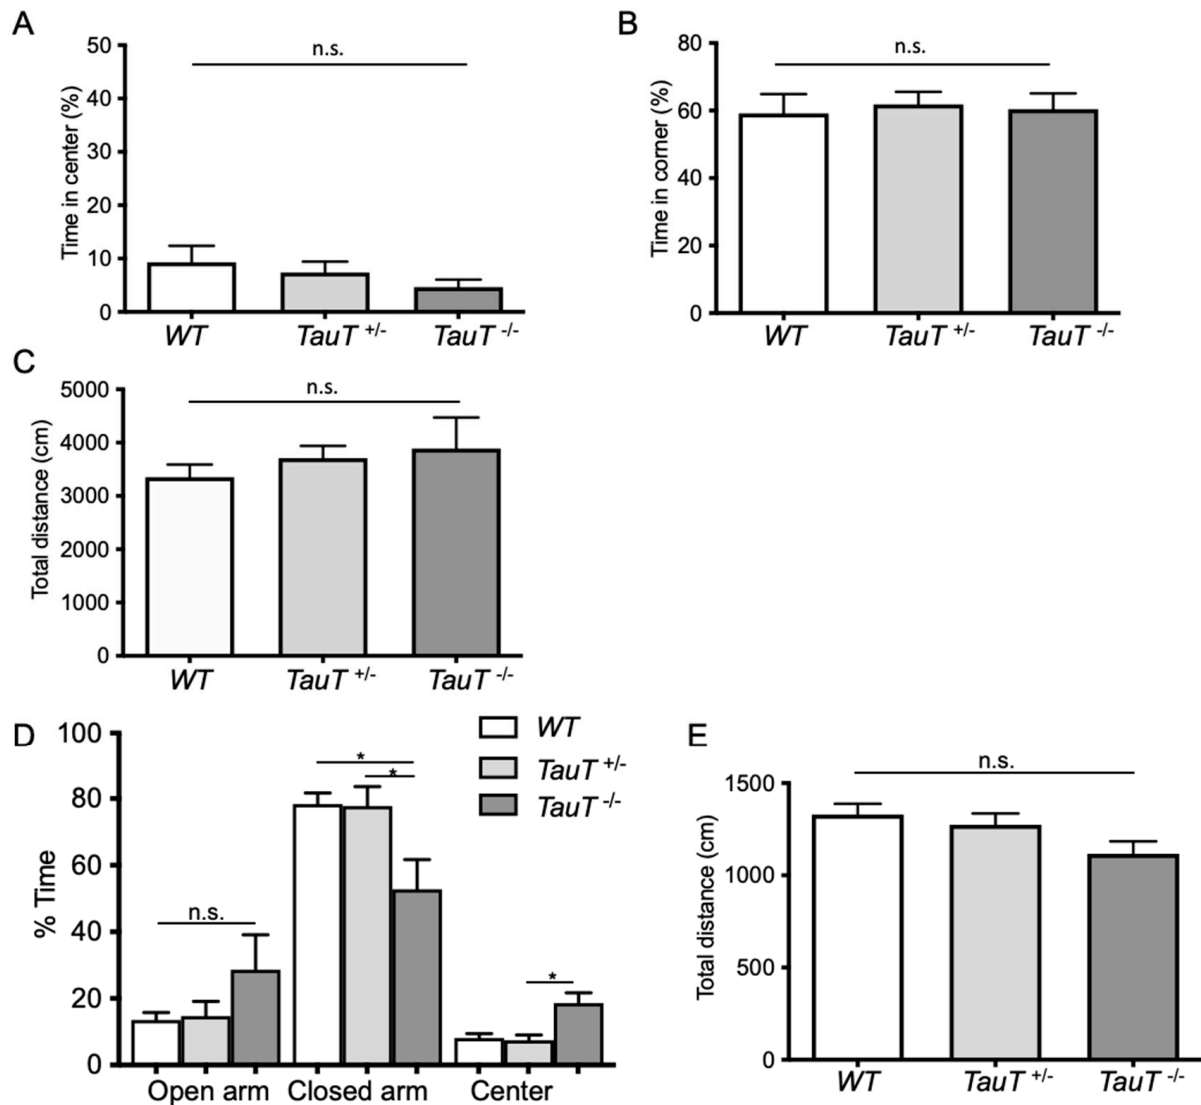 A
Time in center (%)
50
40
30
20
10
0
n.s.
WT
TauT +/-
TauT -/-
B
Time in corner (%)
80
60
40
20
0
n.s.
WT
TauT +/-
TauT -/-
C
Total distance (cm)
5000
4000
3000
2000
1000
0
n.s.
WT
TauT +/-
TauT -/-
D
% Time
100
80
60
40
20
0
n.s.
*
*
*
Open arm
Closed arm
Center
WT
TauT +/-
TauT -/-
E
Total distance (cm)
1500
1000
500
0
n.s.
WT
TauT +/-
TauT -/-